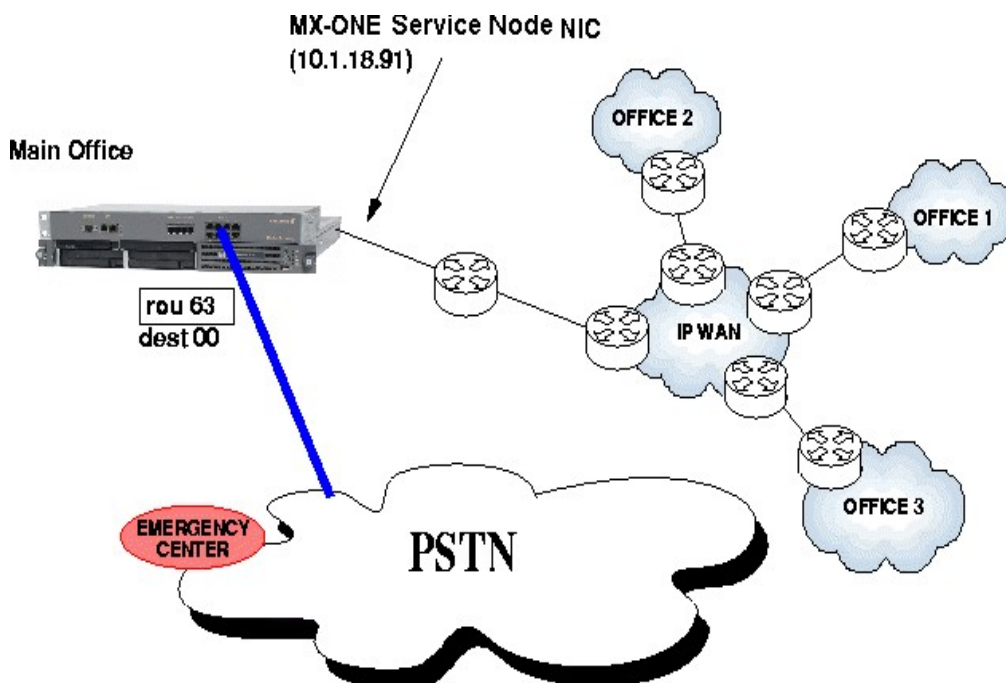 MX-ONE Service Node NIC
(10.1.18.91)
OFFICE 2
Main Office
OFFICE 1
rou 63
dest 00
IP WAN
OFFICE 3
EMERGENCY
CENTER
PSTN